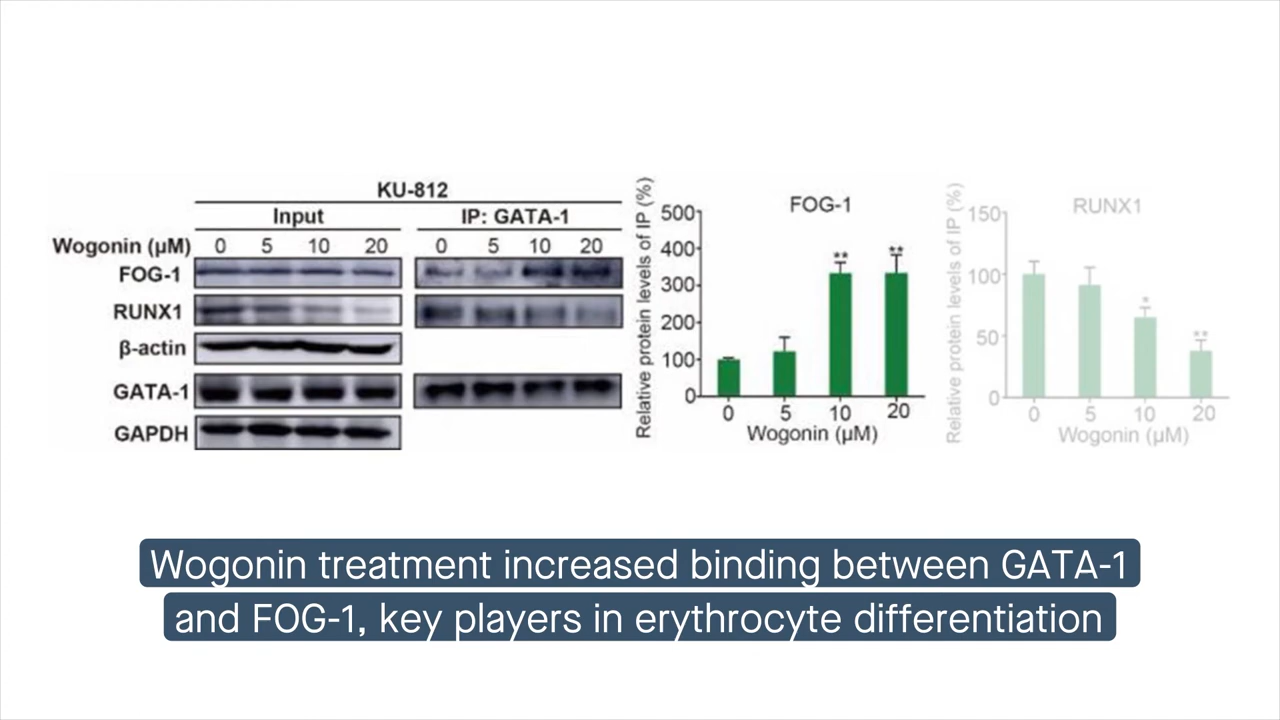 KU-812
Input IP: GATA-1
Wogonin (µM) 0 5 10 20 0 5 10 20
FOG-1
RUNX1
β-actin
GATA-1
GAPDH
Relative protein levels of IP (%)
FOG-1
500
400
300
200
100
0
** **
0 5 10 20
Wogonin (µM)
Relative protein levels of IP (%)
RUNX1
150
100
50
0
* **
0 5 10 20
Wogonin (µM)
Wogonin treatment increased binding between GATA-1
and FOG-1, key players in erythrocyte differentiation